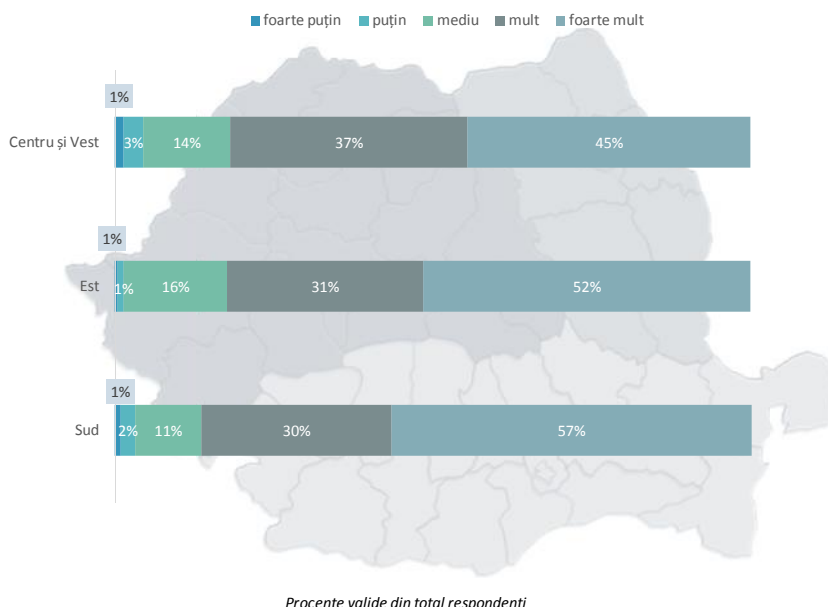 foarte puțin puțin mediu mult foarte mult
1%
Centru și Vest 3% 14% 37% 45%
1%
Est 1% 16% 31% 52%
1%
Sud 2% 11% 30% 57%
Procente valide din total respondenți